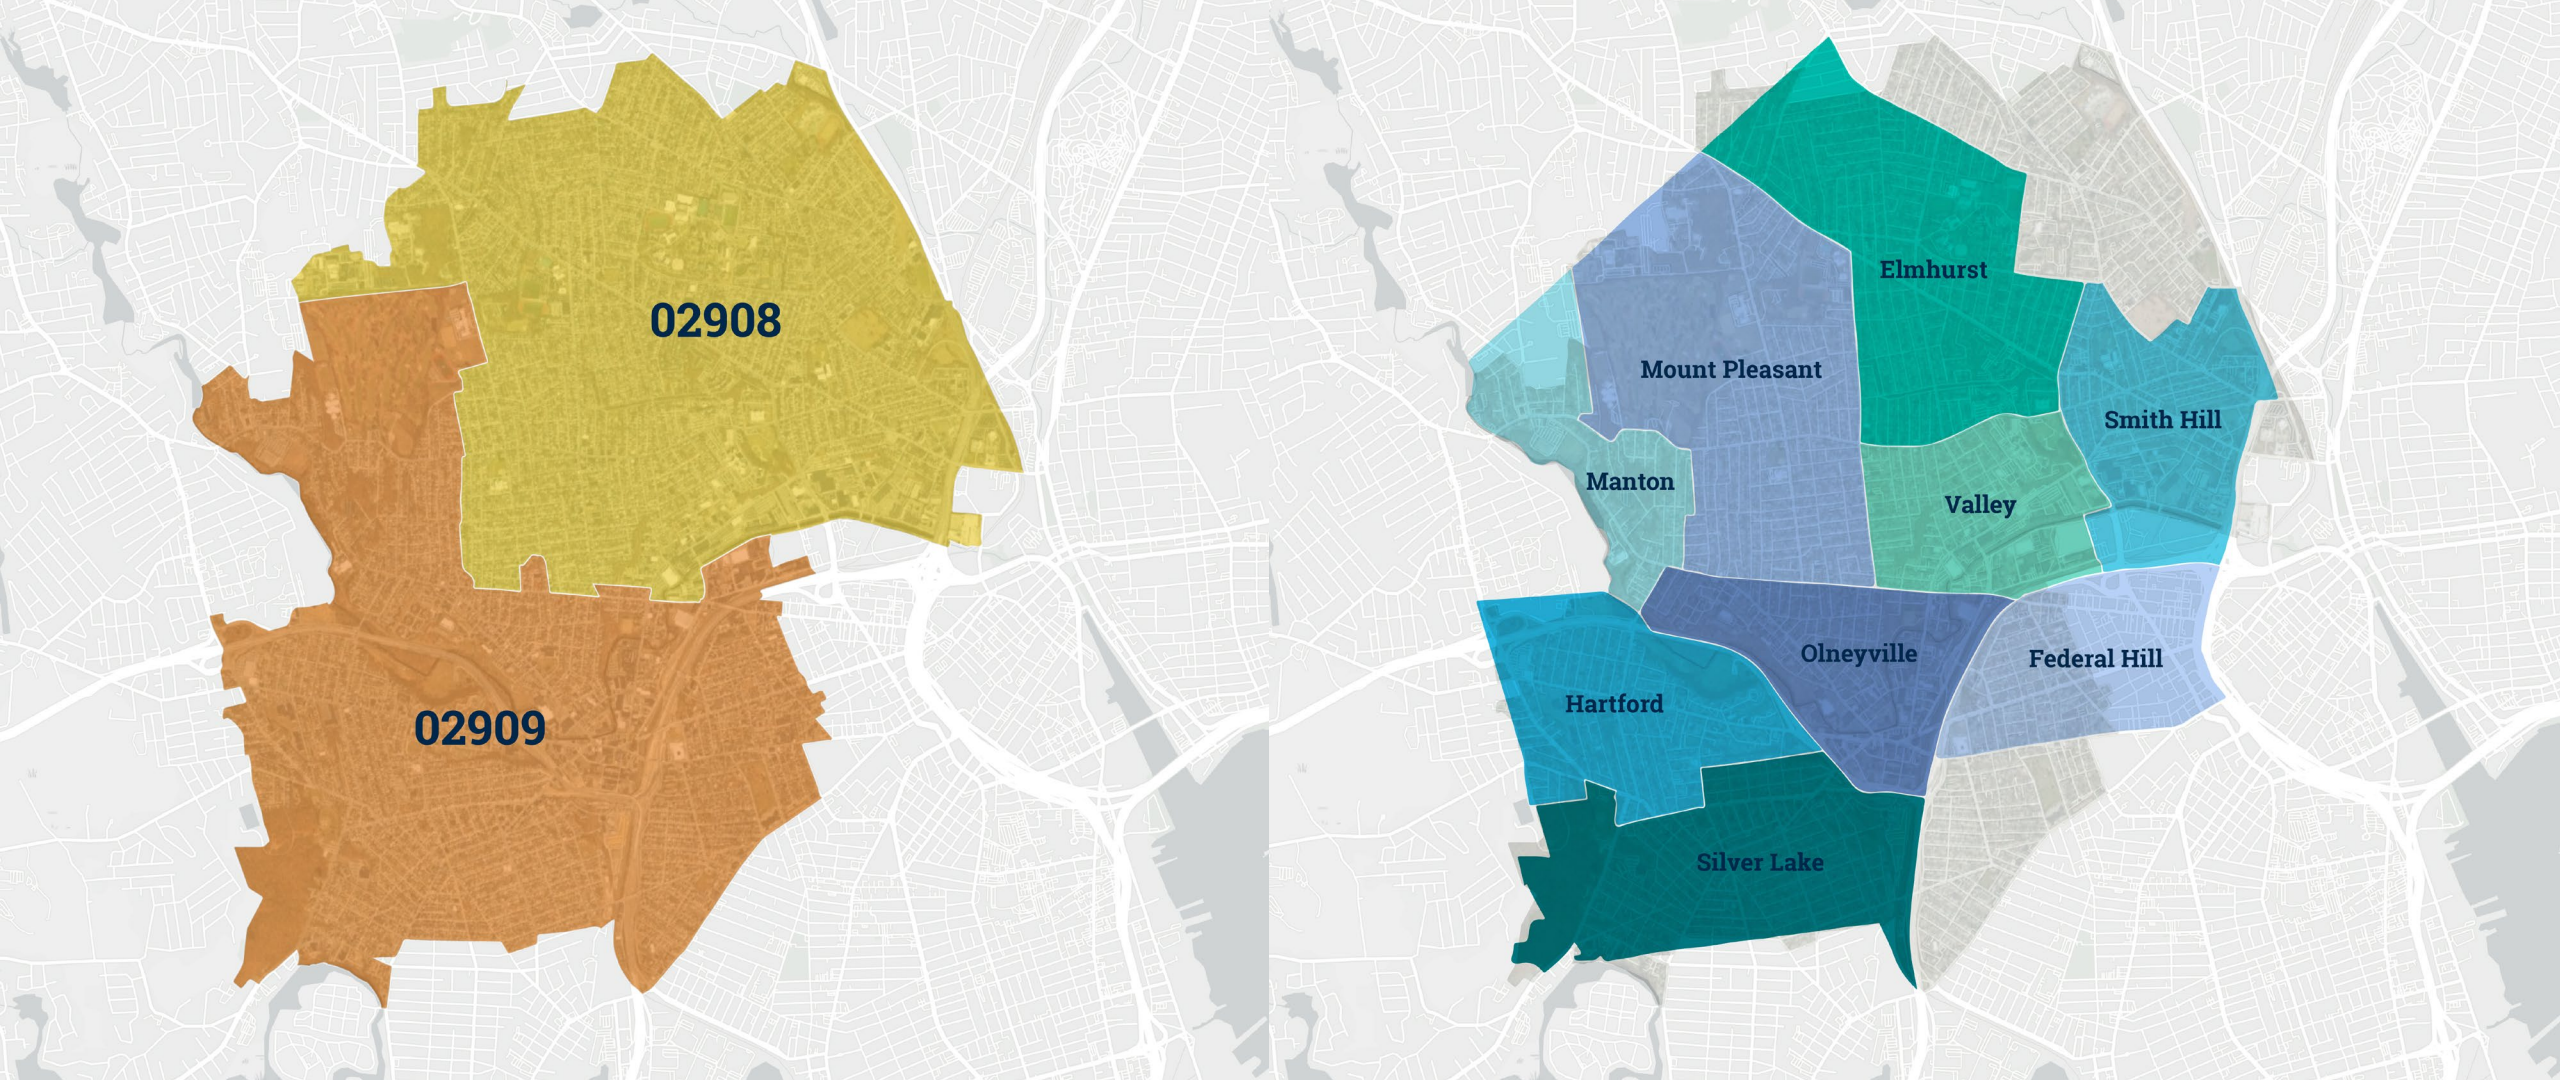 02908
02909
Elmhurst
Mount Pleasant
Smith Hill
Manton
Valley
Olneyville
Federal Hill
Hartford
Silver Lake